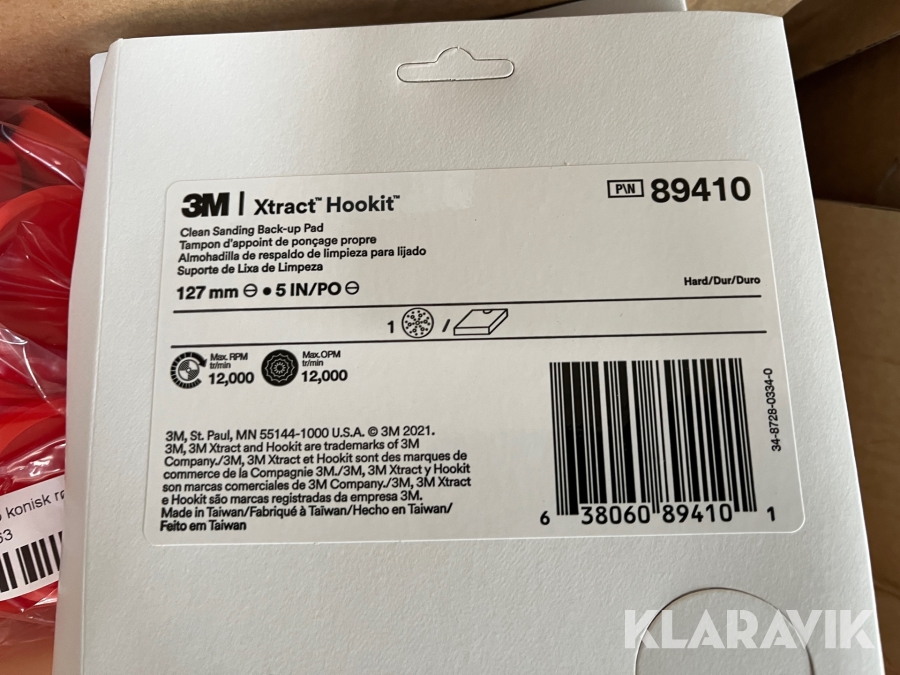 3M | Xtract™ Hookit™
P\N 89410
Clean Sanding Back-up Pad
Tampon d'appoint de ponçage propre
Almohadilla de respaldo de limpieza para lijado
Suporte de Lixa de Limpeza
127 mm ⊖ • 5 IN/PO ⊖
Hard/Dur/Duro
1 /
Max. RPM
tr/min
12,000
Max. OPM
tr/min
12,000
3M, St. Paul, MN 55144-1000 U.S.A. © 3M 2021.
3M, 3M Xtract and Hookit are trademarks of 3M
Company./3M, 3M Xtract et Hookit sont des marques de
commerce de la Compagnie 3M./3M, 3M Xtract y Hookit
son marcas comerciales de 3M Company./3M, 3M Xtract
e Hookit são marcas registradas da empresa 3M.
Made in Taiwan/Fabriqué à Taïwan/Hecho en Taiwan/
Feito em Taiwan
34-8728-0334-0
6 38060 89410 1
konisk
63
KLARAVIK